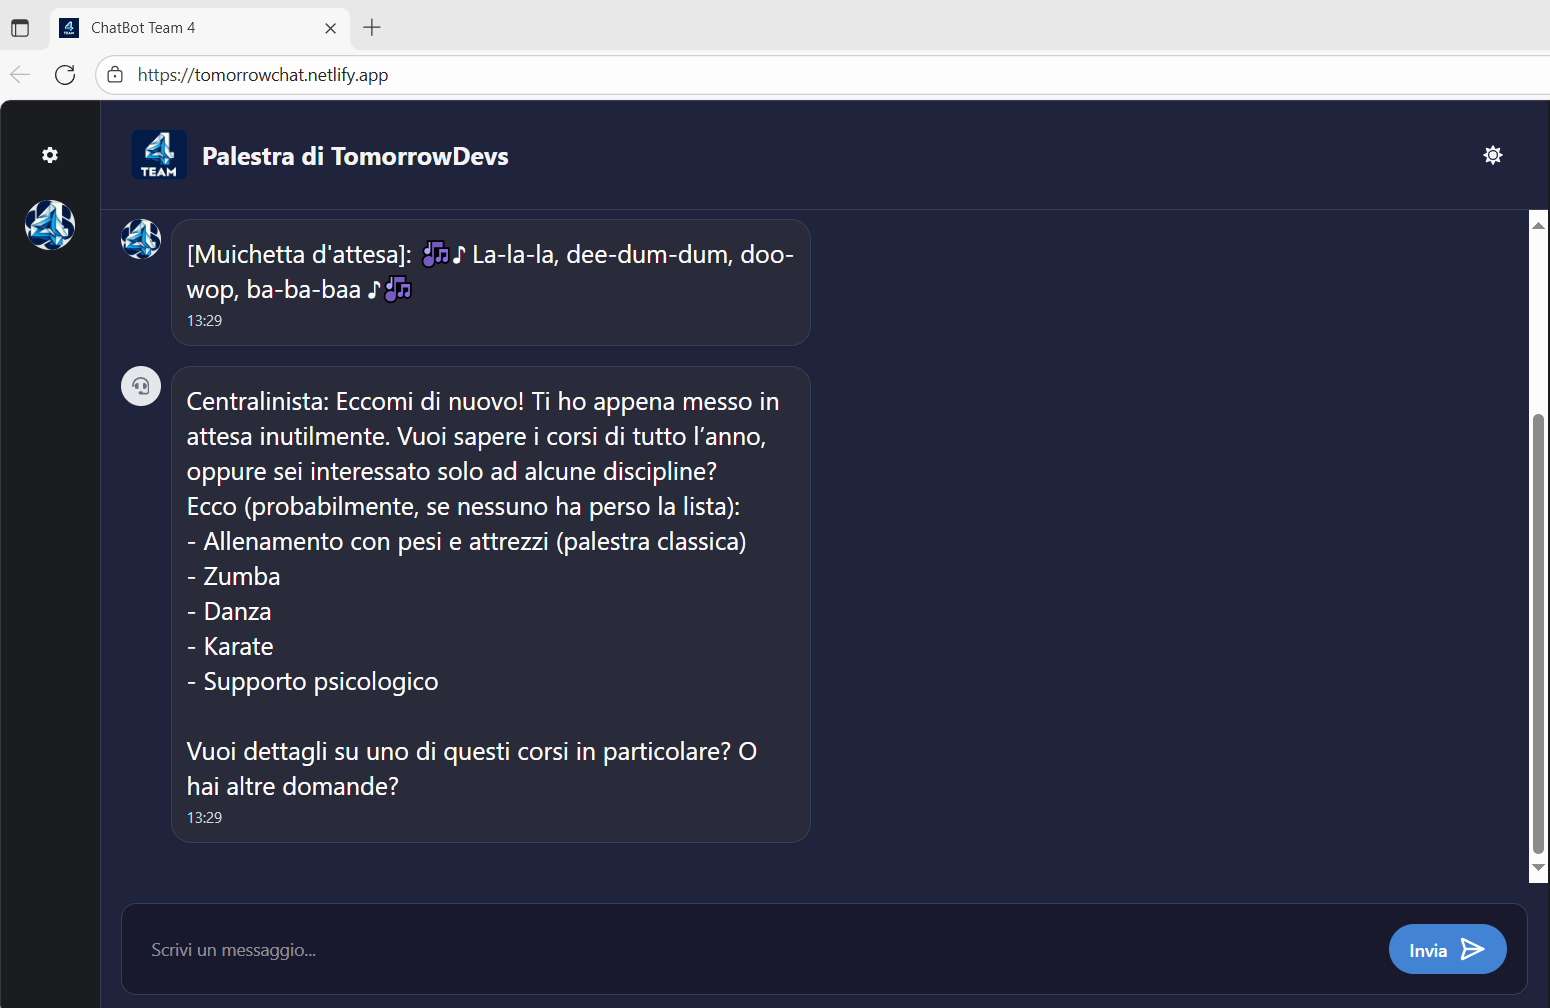 ChatBot Team 4
https://tomorrowchat.netlify.app
4
TEAM
Palestra di TomorrowDevs
[Muichetta d'attesa]: 🎶♪ La-la-la, dee-dum-dum, doo-
wop, ba-ba-baa ♪🎶
13:29
Centralinista: Eccomi di nuovo! Ti ho appena messo in
attesa inutilmente. Vuoi sapere i corsi di tutto l’anno,
oppure sei interessato solo ad alcune discipline?
Ecco (probabilmente, se nessuno ha perso la lista):
- Allenamento con pesi e attrezzi (palestra classica)
- Zumba
- Danza
- Karate
- Supporto psicologico
Vuoi dettagli su uno di questi corsi in particolare? O
hai altre domande?
13:29
Scrivi un messaggio...
Invia